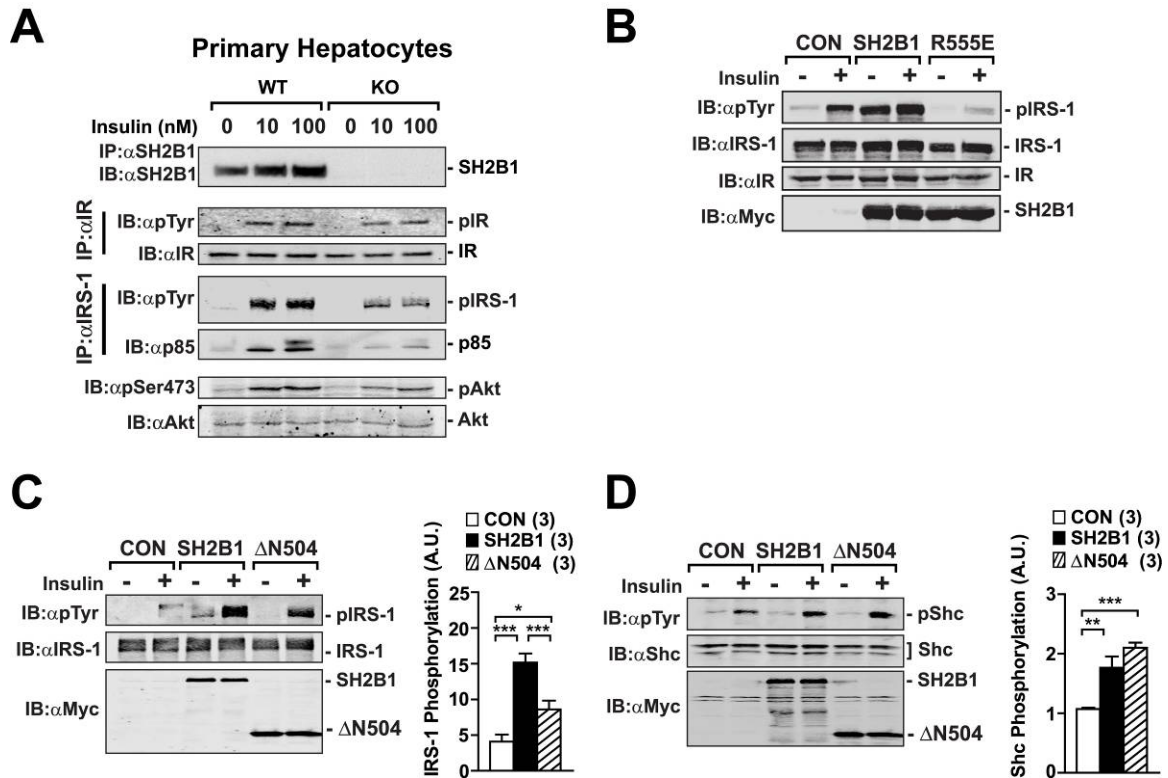 A
Primary Hepatocytes
WT KO
Insulin (nM) 0 10 100 0 10 100
IP:αSH2B1
IB:αSH2B1 - SH2B1
IP:αIR
IB:αpTyr - pIR
IB:αIR - IR
IP:αIRS-1
IB:αpTyr - pIRS-1
IB:αp85 - p85
IB:αpSer473 - pAkt
IB:αAkt - Akt
B
CON SH2B1 R555E
Insulin - + - + - +
IB:αpTyr - pIRS-1
IB:αIRS-1 - IRS-1
IB:αIR - IR
IB:αMyc - SH2B1
C
CON SH2B1 ΔN504
Insulin - + - + - +
IB:αpTyr - pIRS-1
IB:αIRS-1 - IRS-1
IB:αMyc - SH2B1
- ΔN504
CON (3)
SH2B1 (3)
ΔN504 (3)
IRS-1 Phosphorylation (A.U.)
25
20
15
10
5
0
*
*** ***
D
CON SH2B1 ΔN504
Insulin - + - + - +
IB:αpTyr - pShc
IB:αShc ] Shc
IB:αMyc - SH2B1
- ΔN504
CON (3)
SH2B1 (3)
ΔN504 (3)
Shc Phosphorylation (A.U.)
3
2
1
0
***
**